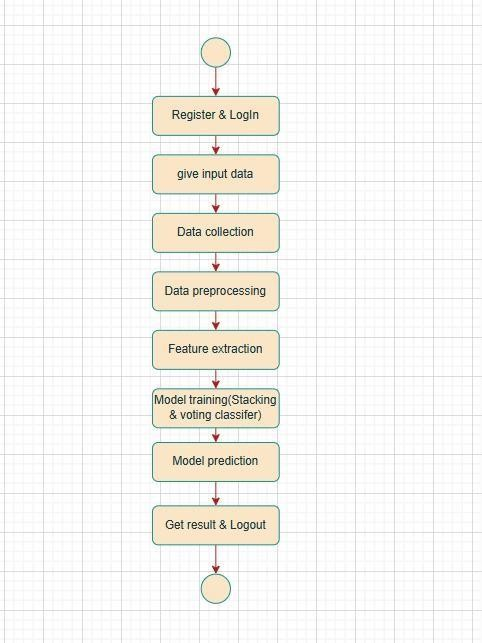 Register & LogIn
give input data
Data collection
Data preprocessing
Feature extraction
Model training(Stacking
& voting classifer)
Model prediction
Get result & Logout